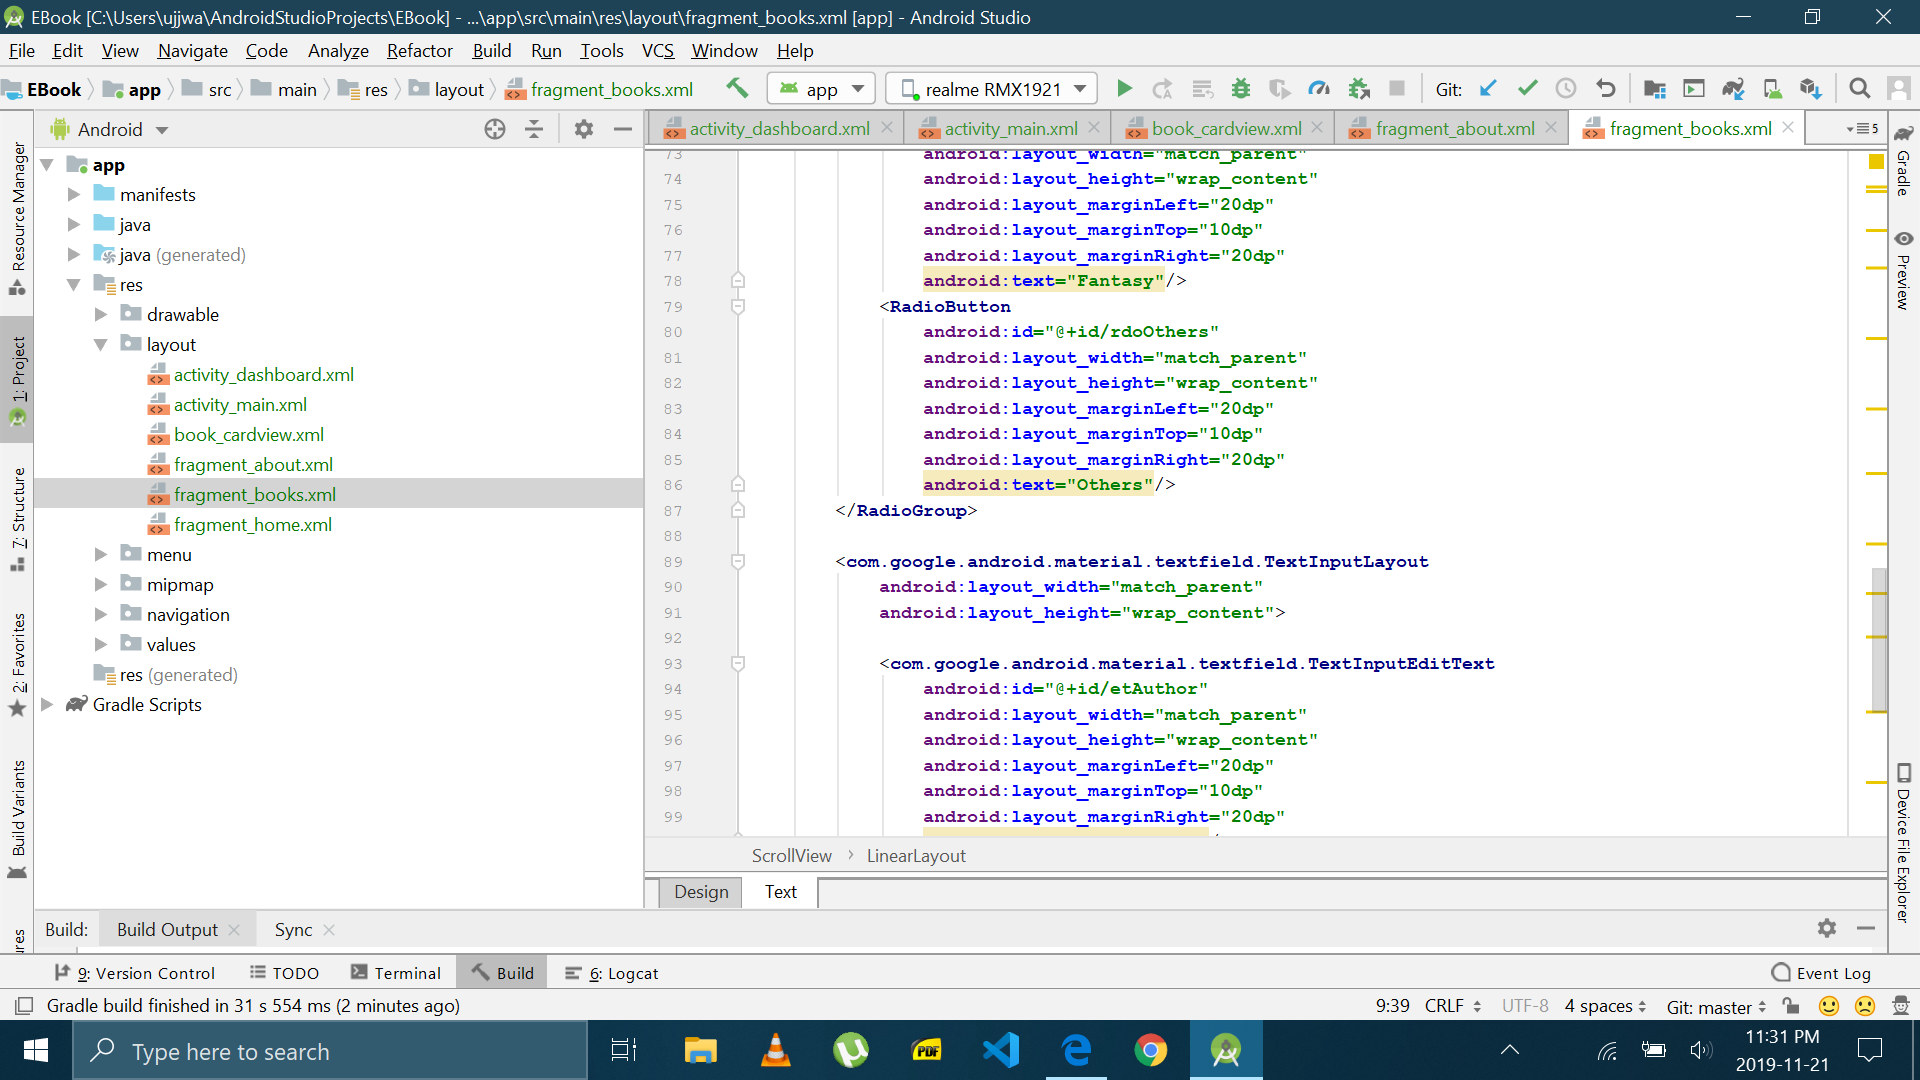 EBook [C:\Users\ujjwa\AndroidStudioProjects\EBook] - ...\app\src\main\res\layout\fragment_books.xml [app] - Android Studio
File Edit View Navigate Code Analyze Refactor Build Run Tools VCS Window Help
EBook app src main res layout fragment_books.xml app realme RMX1921 Git:
Android
activity_dashboard.xml activity_main.xml book_cardview.xml fragment_about.xml fragment_books.xml 5
app
manifests
java
java (generated)
res
drawable
layout
activity_dashboard.xml
activity_main.xml
book_cardview.xml
fragment_about.xml
fragment_books.xml
fragment_home.xml
menu
mipmap
navigation
values
res (generated)
Gradle Scripts
Resource Manager
1: Project
7: Structure
2: Favorites
Build Variants
73 android:layout_width="match_parent"
74 android:layout_height="wrap_content"
75 android:layout_marginLeft="20dp"
76 android:layout_marginTop="10dp"
77 android:layout_marginRight="20dp"
78 android:text="Fantasy"/>
79 <RadioButton
80 android:id="@+id/rdoOthers"
81 android:layout_width="match_parent"
82 android:layout_height="wrap_content"
83 android:layout_marginLeft="20dp"
84 android:layout_marginTop="10dp"
85 android:layout_marginRight="20dp"
86 android:text="Others"/>
87 </RadioGroup>
88
89 <com.google.android.material.textfield.TextInputLayout
90 android:layout_width="match_parent"
91 android:layout_height="wrap_content">
92
93 <com.google.android.material.textfield.TextInputEditText
94 android:id="@+id/etAuthor"
95 android:layout_width="match_parent"
96 android:layout_height="wrap_content"
97 android:layout_marginLeft="20dp"
98 android:layout_marginTop="10dp"
99 android:layout_marginRight="20dp"
ScrollView LinearLayout
Design Text
Gradle
Preview
Device File Explorer
Build: Build Output Sync
9: Version Control TODO Terminal Build 6: Logcat Event Log
Gradle build finished in 31 s 554 ms (2 minutes ago) 9:39 CRLF UTF-8 4 spaces Git: master
Type here to search
PDF
11:31 PM
2019-11-21